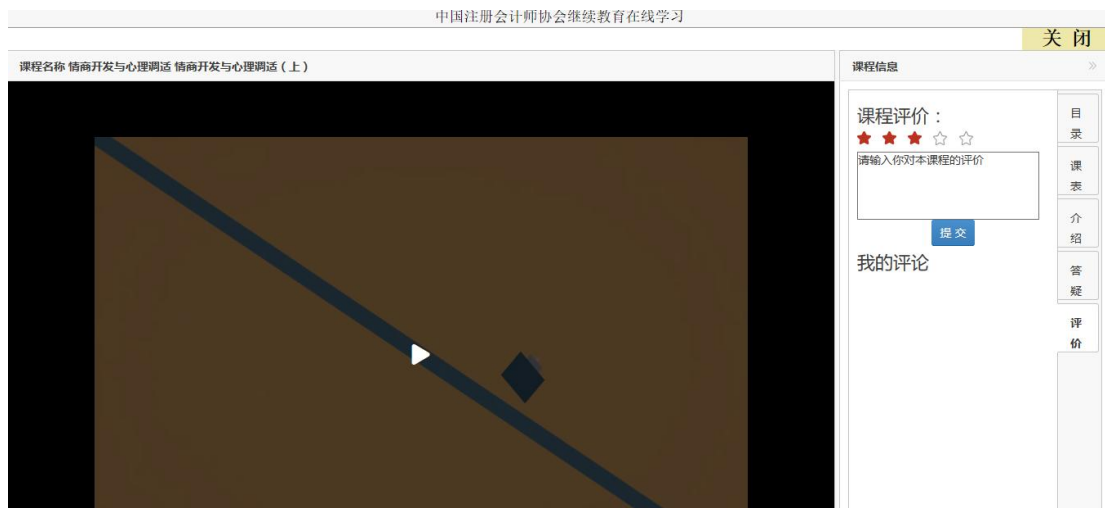 中国注册会计师协会继续教育在线学习
关 闭
课程名称 情商开发与心理调适 情商开发与心理调适（上）
课程信息
»
课程评价：
请输入你对本课程的评价
提 交
我的评论
目录
课表
介绍
答疑
评价